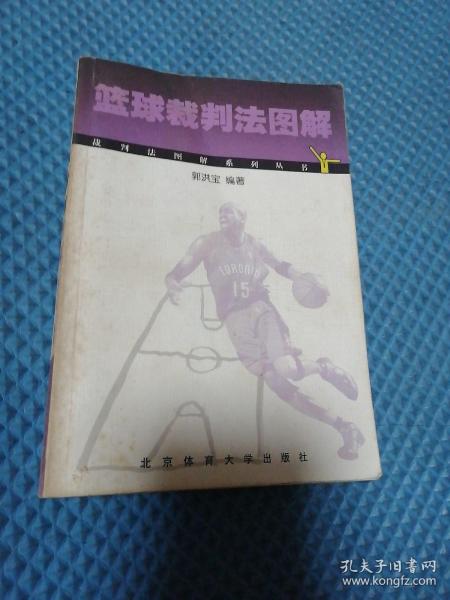 篮球裁判法图解
裁判法图解系列丛书
郭洪宝 编著
TORONTO
15
北京体育大学出版社
孔夫子旧书网
www.kongfz.com